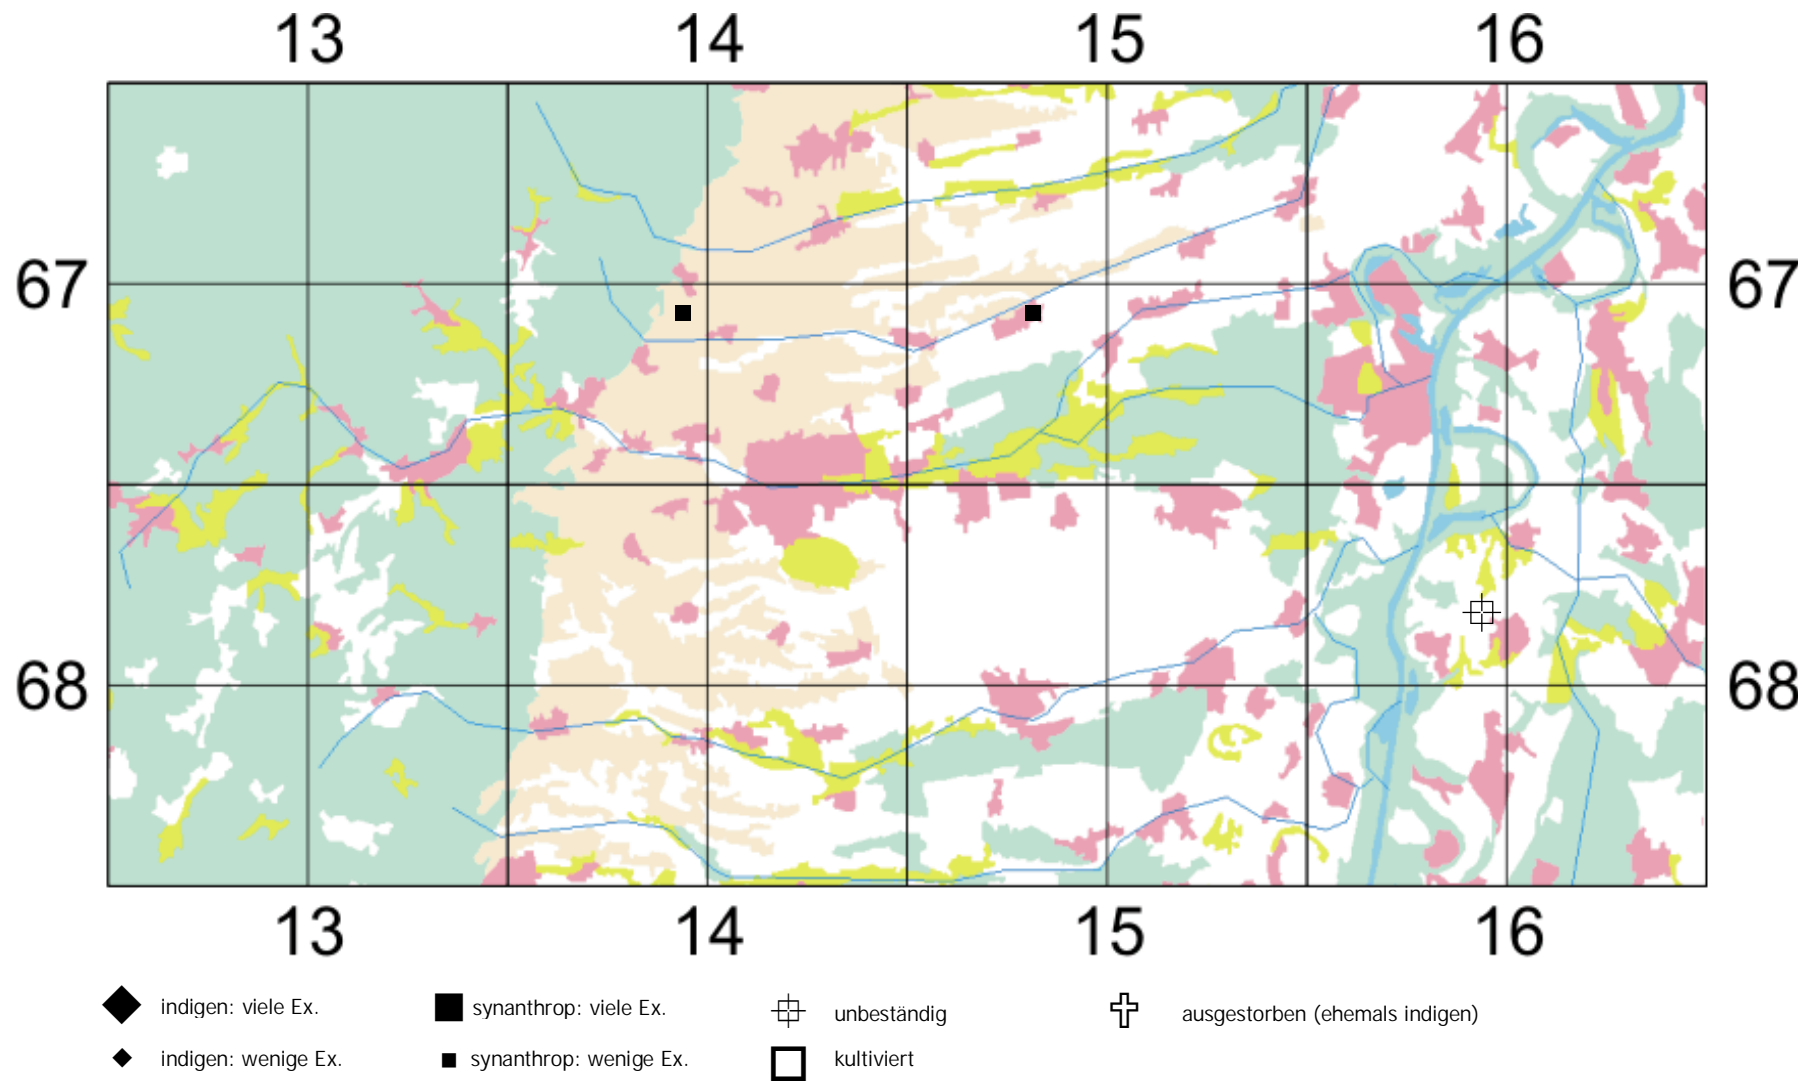 13 14 15 16
67 67
68 68
13 14 15 16
indigen: viele Ex. synanthrop: viele Ex. unbeständig ausgestorben (ehemals indigen)
indigen: wenige Ex. synanthrop: wenige Ex. kultiviert